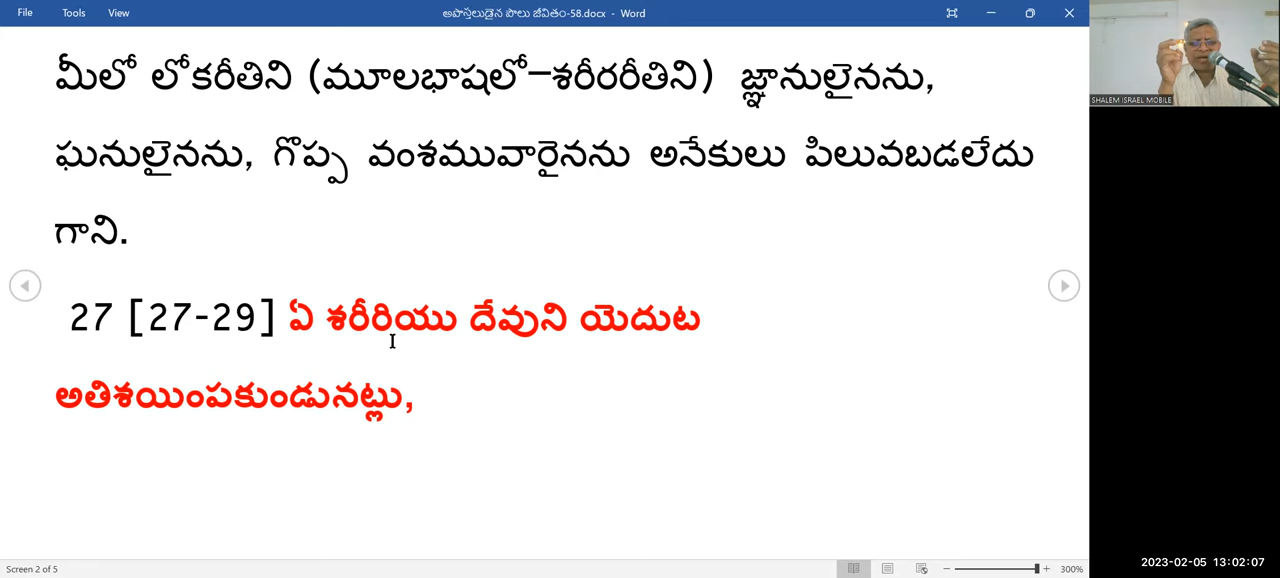 File Tools View అపొస్తలుడైన పౌలు జీవితం-58.docx - Word
మీలో లోకరీతిని (మూలభాషలో–శరీరరీతిని) జ్ఞానులైనను,
ఘనులైనను, గొప్ప వంశమువారైనను అనేకులు పిలువబడలేదు
గాని.
27 [27-29] ఏ శరీరియు దేవుని యెదుట
అతిశయింపకుండునట్లు,
SHALEM ISRAEL MOBILE
2023-02-05 13:02:07
Screen 2 of 5 300%